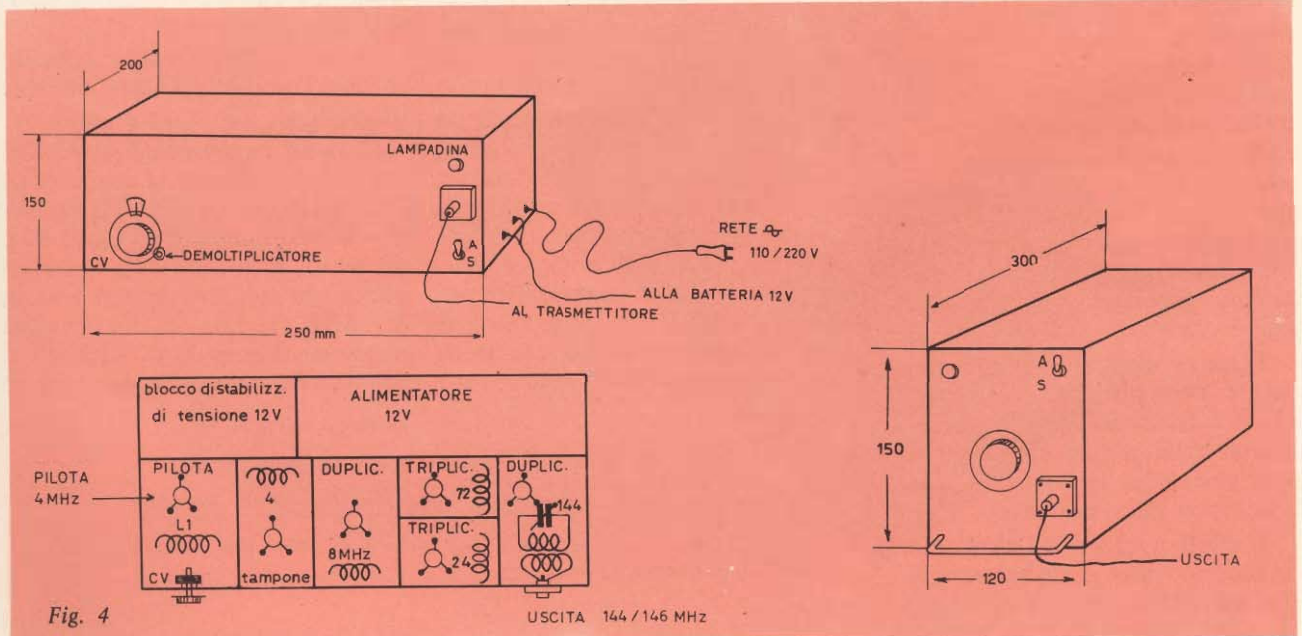 200
150
LAMPADINA
CV
DEMOLTIPLICATORE
A
S
RETE
110/220 V
ALLA BATTERIA 12V
AL TRASMETTITORE
250 mm
blocco di stabilizz.
di tensione 12V
ALIMENTATORE
12V
PILOTA
4 MHz
PILOTA
L1
CV
4
tampone
DUPLIC.
8MHz
TRIPLIC.
72
TRIPLIC.
24
DUPLIC.
144
Fig. 4
USCITA 144/146 MHz
300
A
S
150
120
USCITA